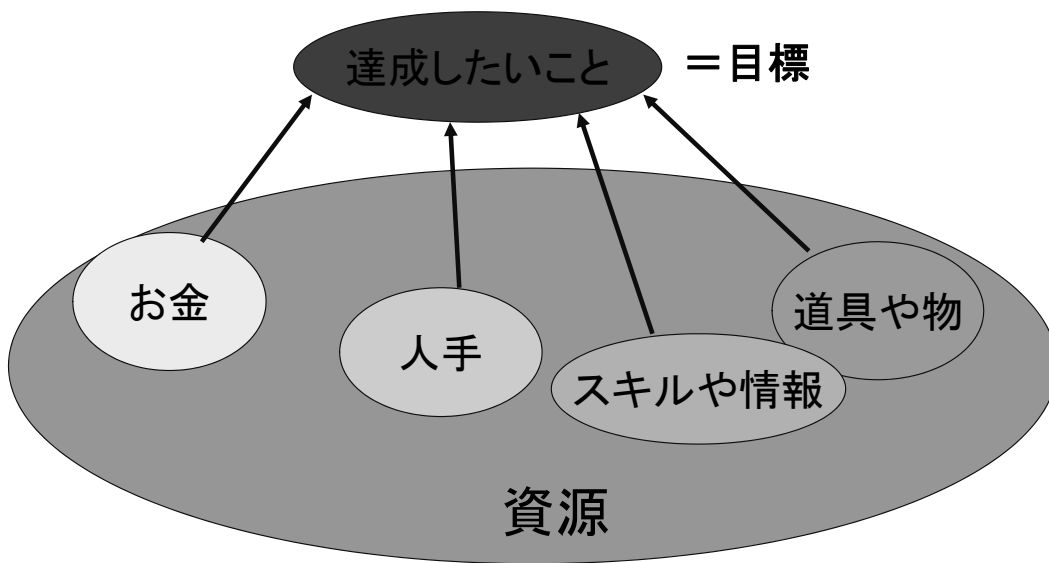 達成したいこと
＝目標
お金
人手
スキルや情報
道具や物
資源